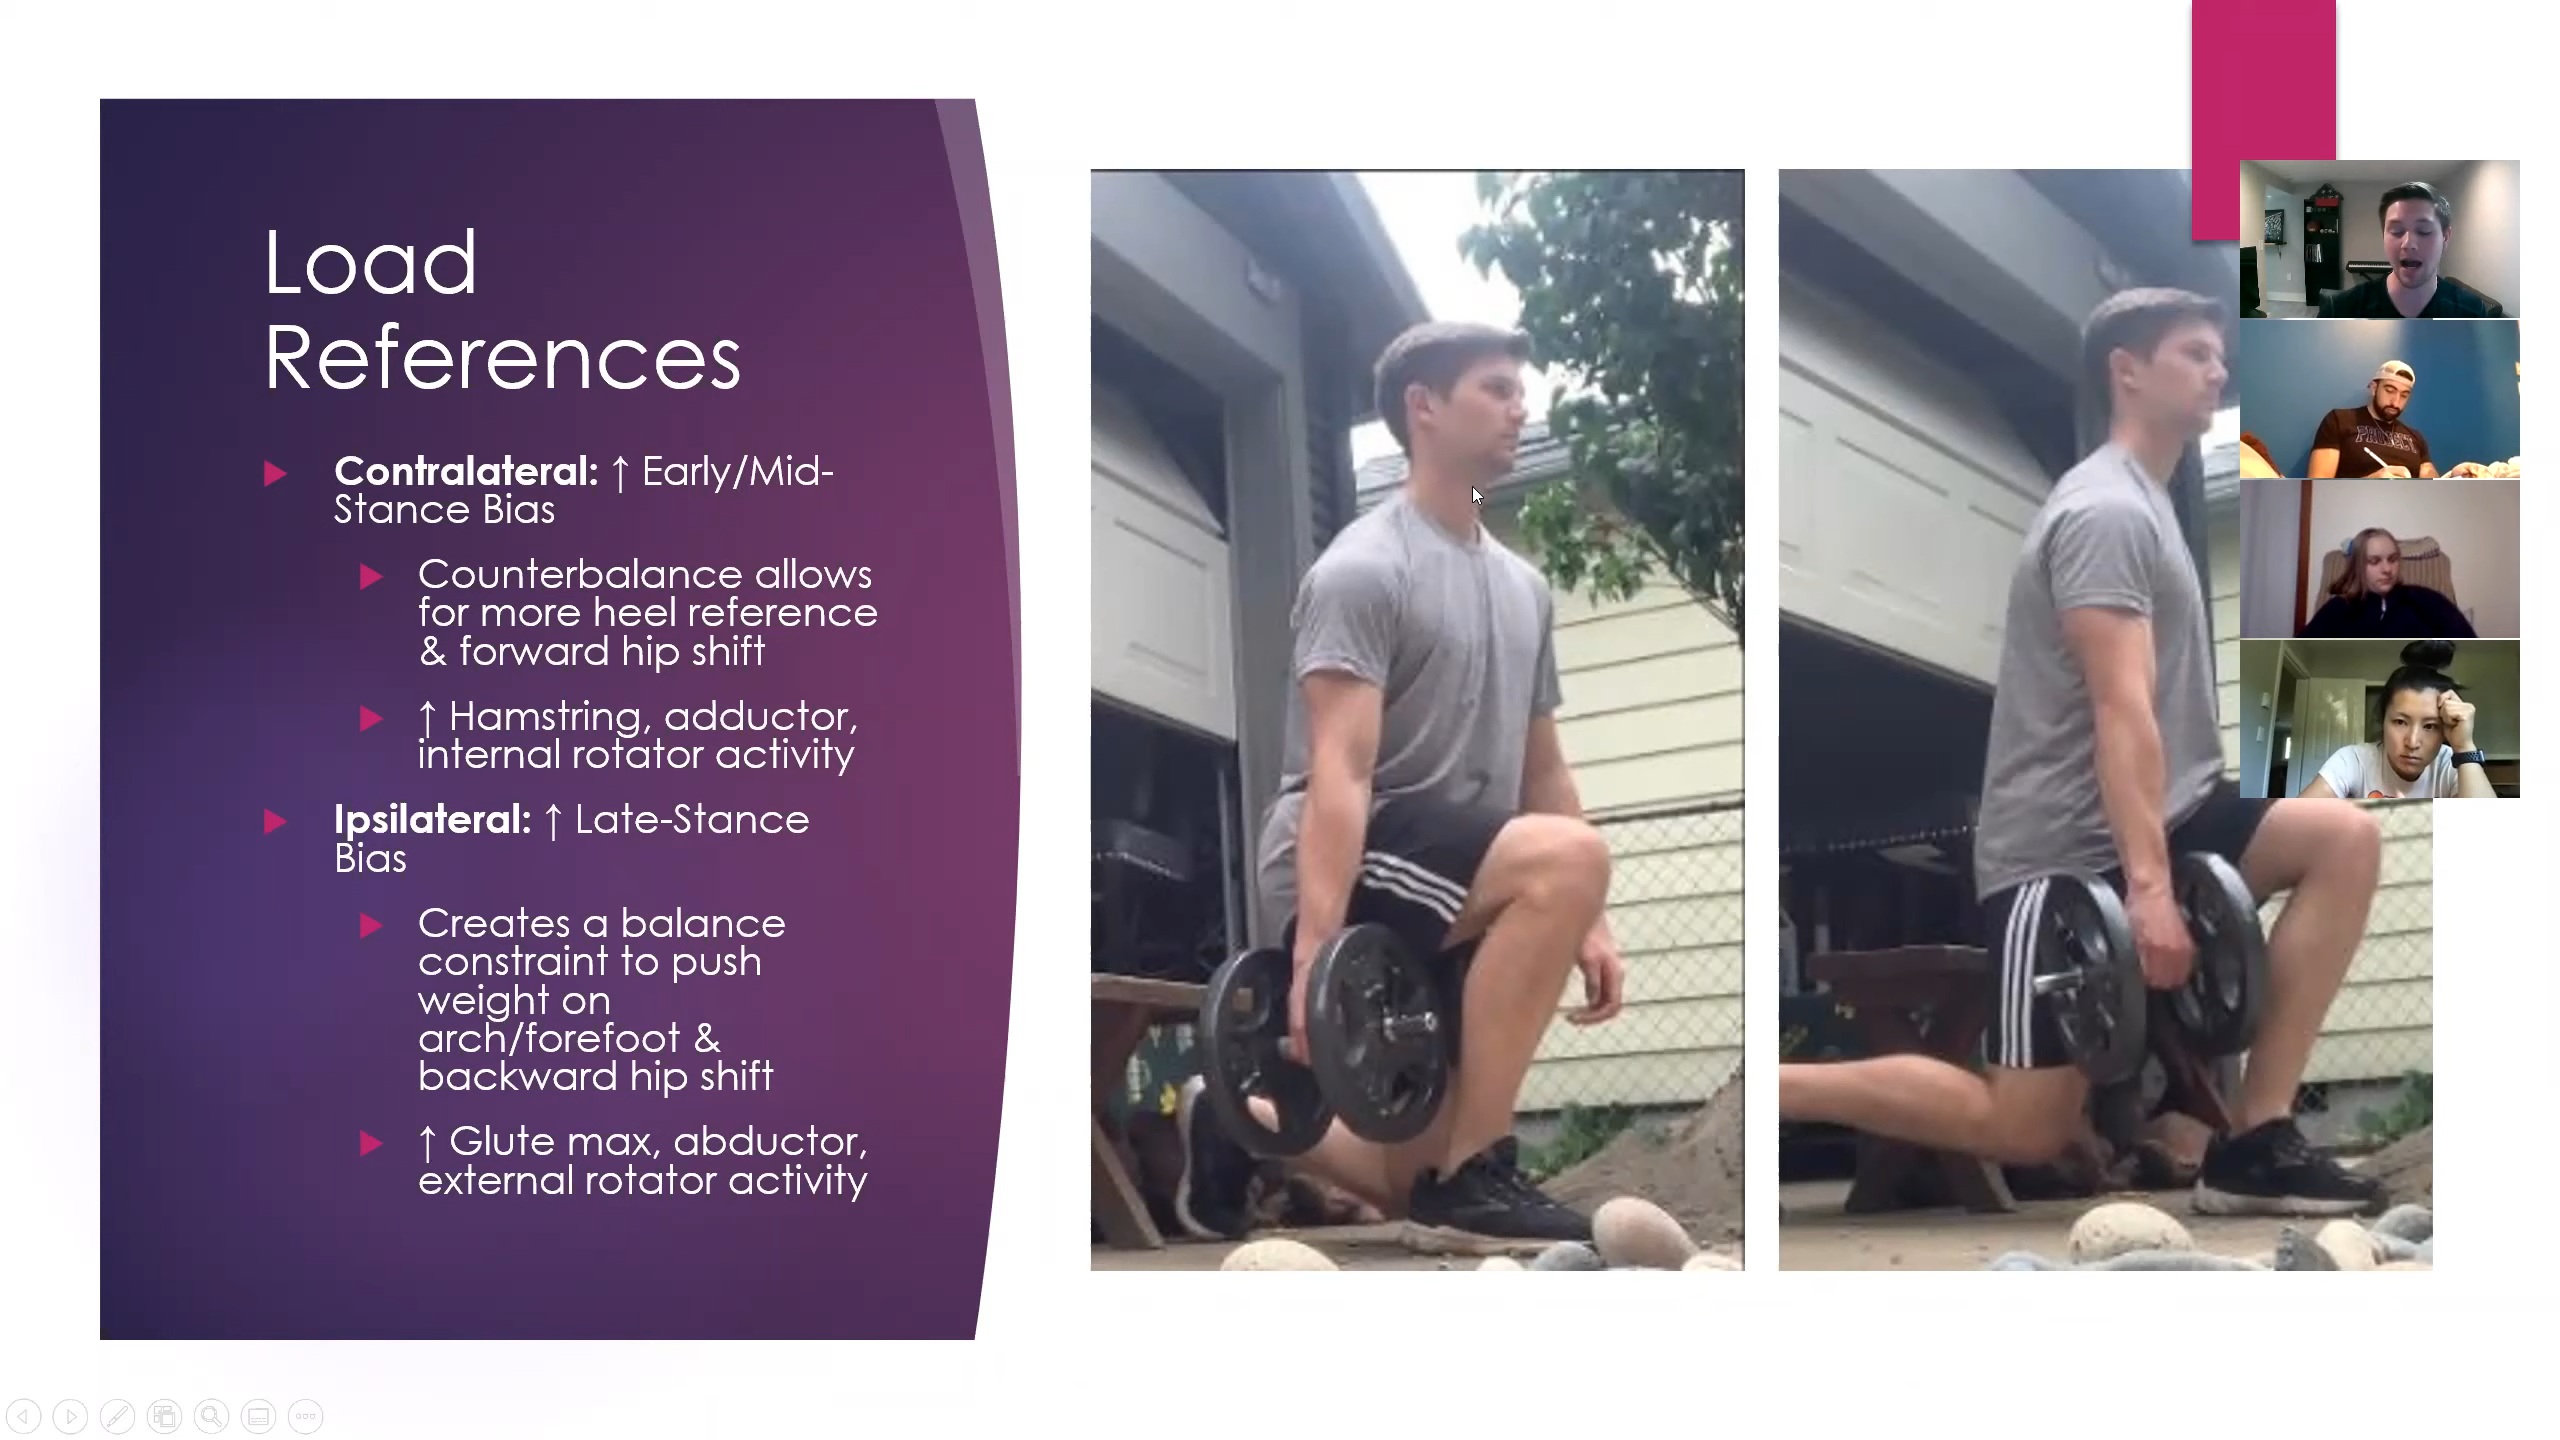 Load
References
Contralateral: ↑ Early/Mid-
Stance Bias
Counterbalance allows
for more heel reference
& forward hip shift
↑ Hamstring, adductor,
internal rotator activity
Ipsilateral: ↑ Late-Stance
Bias
Creates a balance
constraint to push
weight on
arch/forefoot &
backward hip shift
↑ Glute max, abductor,
external rotator activity